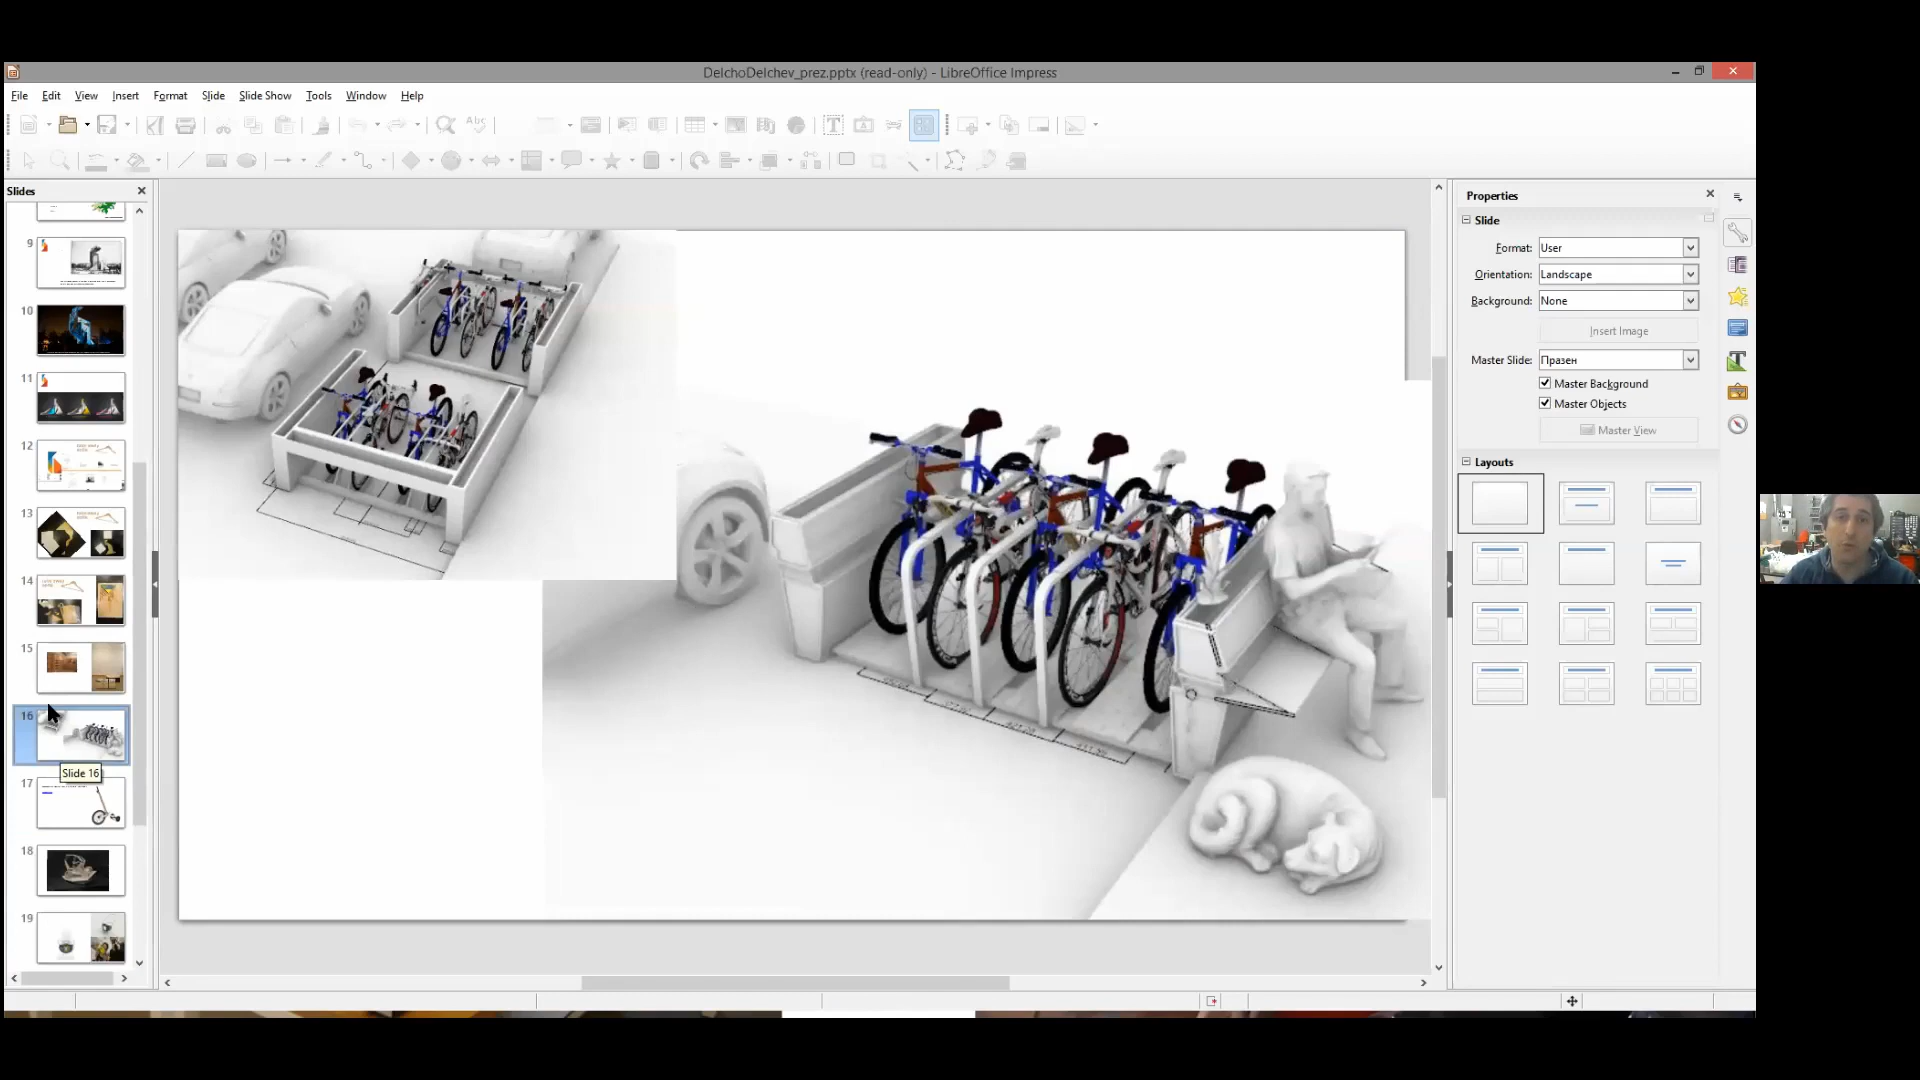 DelchoDelchev_prez.pptx (read-only) - LibreOffice Impress
File Edit View Insert Format Slide Slide Show Tools Window Help
Slides
Properties
Slide
Format: User
Orientation: Landscape
Background: None
Insert Image
Master Slide: Празен
Master Background
Master Objects
Master View
Layouts
9
10
11
12
13
14
15
16
Slide 16
17
18
19